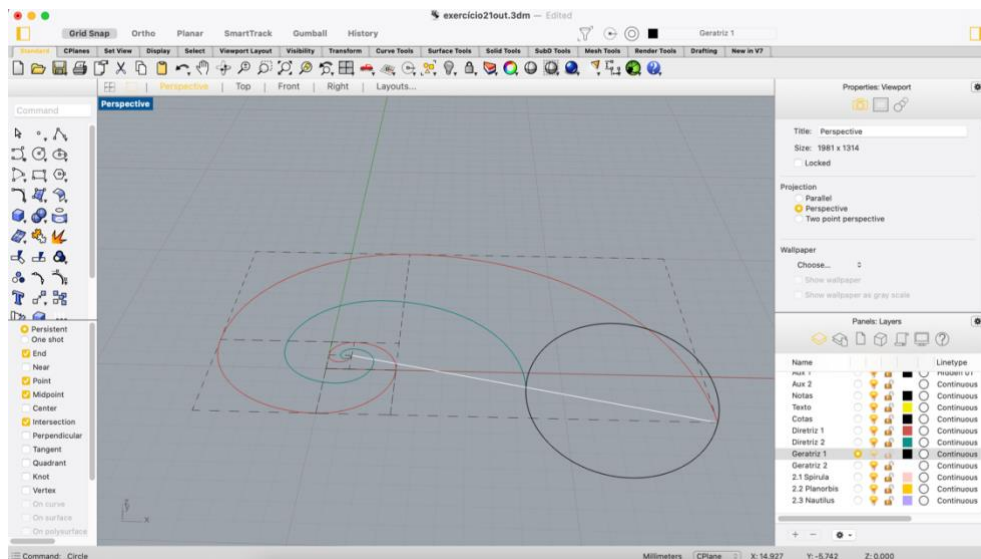 exercício21out.3dm — Edited
Grid Snap Ortho Planar SmartTrack Gumball History Geratriz 1
Standard CPlanes Set View Display Select Viewport Layout Visibility Transform Curve Tools Surface Tools Solid Tools SubD Tools Mesh Tools Render Tools Drafting New in V7
Perspective Top Front Right Layouts...
Perspective
Command
Persistent
One shot
End
Near
Point
Midpoint
Center
Intersection
Perpendicular
Tangent
Quadrant
Knot
Vertex
On curve
On surface
On polysurface
z
x
Properties: Viewport
Title: Perspective
Size: 1981 x 1314
Locked
Projection
Parallel
Perspective
Two point perspective
Wallpaper
Choose...
Show wallpaper
Show wallpaper as gray scale
Panels: Layers
Name Linetype
Aux 2 Continuous
Notas Continuous
Texto Continuous
Cotas Continuous
Diretriz 1 Continuous
Diretriz 2 Continuous
Geratriz 1 Continuous
Geratriz 2 Continuous
2.1 Spirula Continuous
2.2 Planorbis Continuous
2.3 Nautilus Continuous
Command: Circle Millimeters CPlane X: 14.927 Y: -5.742 Z: 0.000